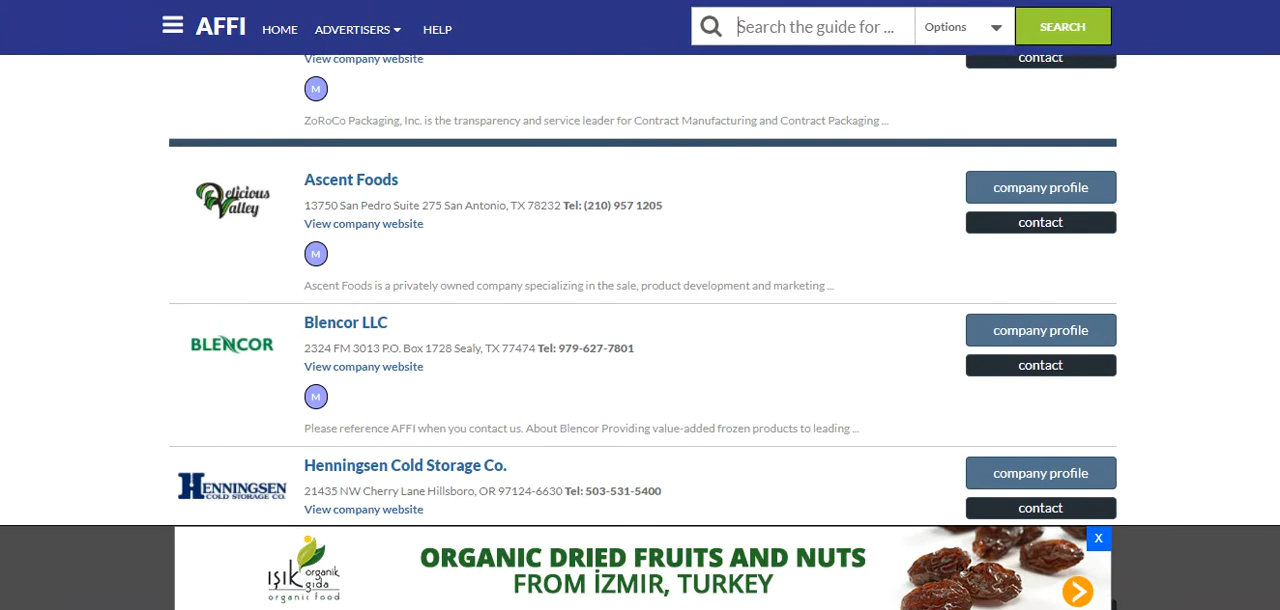 AFFI HOME ADVERTISERS HELP Search the guide for ... Options SEARCH
View company website contact
M
ZoRoCo Packaging, Inc. is the transparency and service leader for Contract Manufacturing and Contract Packaging ...
Delicious
Valley
Ascent Foods
13750 San Pedro Suite 275 San Antonio, TX 78232 Tel: (210) 957 1205
View company website
M
Ascent Foods is a privately owned company specializing in the sale, product development and marketing ...
company profile
contact
BLENCOR
Blencor LLC
2324 FM 3013 P.O. Box 1728 Sealy, TX 77474 Tel: 979-627-7801
View company website
M
Please reference AFFI when you contact us. About Blencor Providing value-added frozen products to leading ...
company profile
contact
HENNINGSEN
COLD STORAGE CO.
Henningsen Cold Storage Co.
21435 NW Cherry Lane Hillsboro, OR 97124-6630 Tel: 503-531-5400
View company website
company profile
contact
ışık organik
gıda
organic food
ORGANIC DRIED FRUITS AND NUTS
FROM İZMIR, TURKEY
X